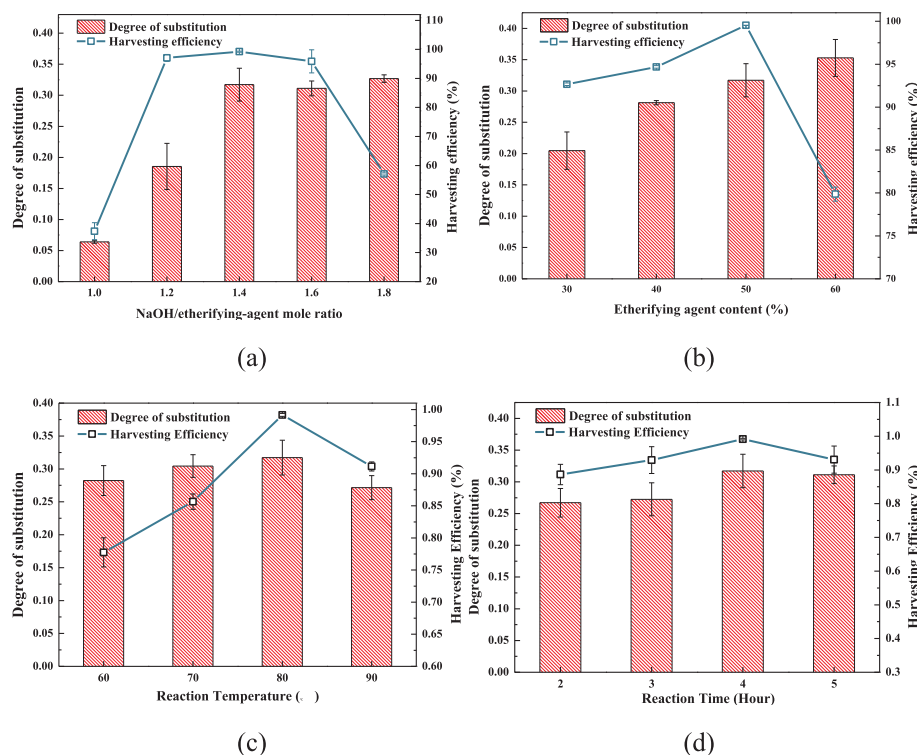 Degree of substitution
Harvesting efficiency
0.40
0.35
0.30
0.25
0.20
0.15
0.10
0.05
0.00
Degree of substitution
110
100
90
80
70
60
50
40
30
20
Harvesting efficiency (%)
1.0 1.2 1.4 1.6 1.8
NaOH/etherifying-agent mole ratio
(a)
Degree of substitution
Harvesting efficiency
0.40
0.35
0.30
0.25
0.20
0.15
0.10
0.05
0.00
Degree of substitution
100
95
90
85
80
75
70
Harvesting efficiency (%)
30 40 50 60
Etherifying agent content (%)
(b)
Degree of substitution
Harvesting Efficiency
0.40
0.35
0.30
0.25
0.20
0.15
0.10
0.05
0.00
Degree of substitution
1.00
0.95
0.90
0.85
0.80
0.75
0.70
0.65
0.60
Harvesting Efficiency (%)
60 70 80 90
Reaction Temperature ( )
(c)
Degree of substitution
Harvesting Efficiency
0.40
0.35
0.30
0.25
0.20
0.15
0.10
0.05
0.00
Degree of substitution
1.1
1.0
0.9
0.8
0.7
0.6
0.5
0.4
0.3
Harvesting Efficiency (%)
2 3 4 5
Reaction Time (Hour)
(d)